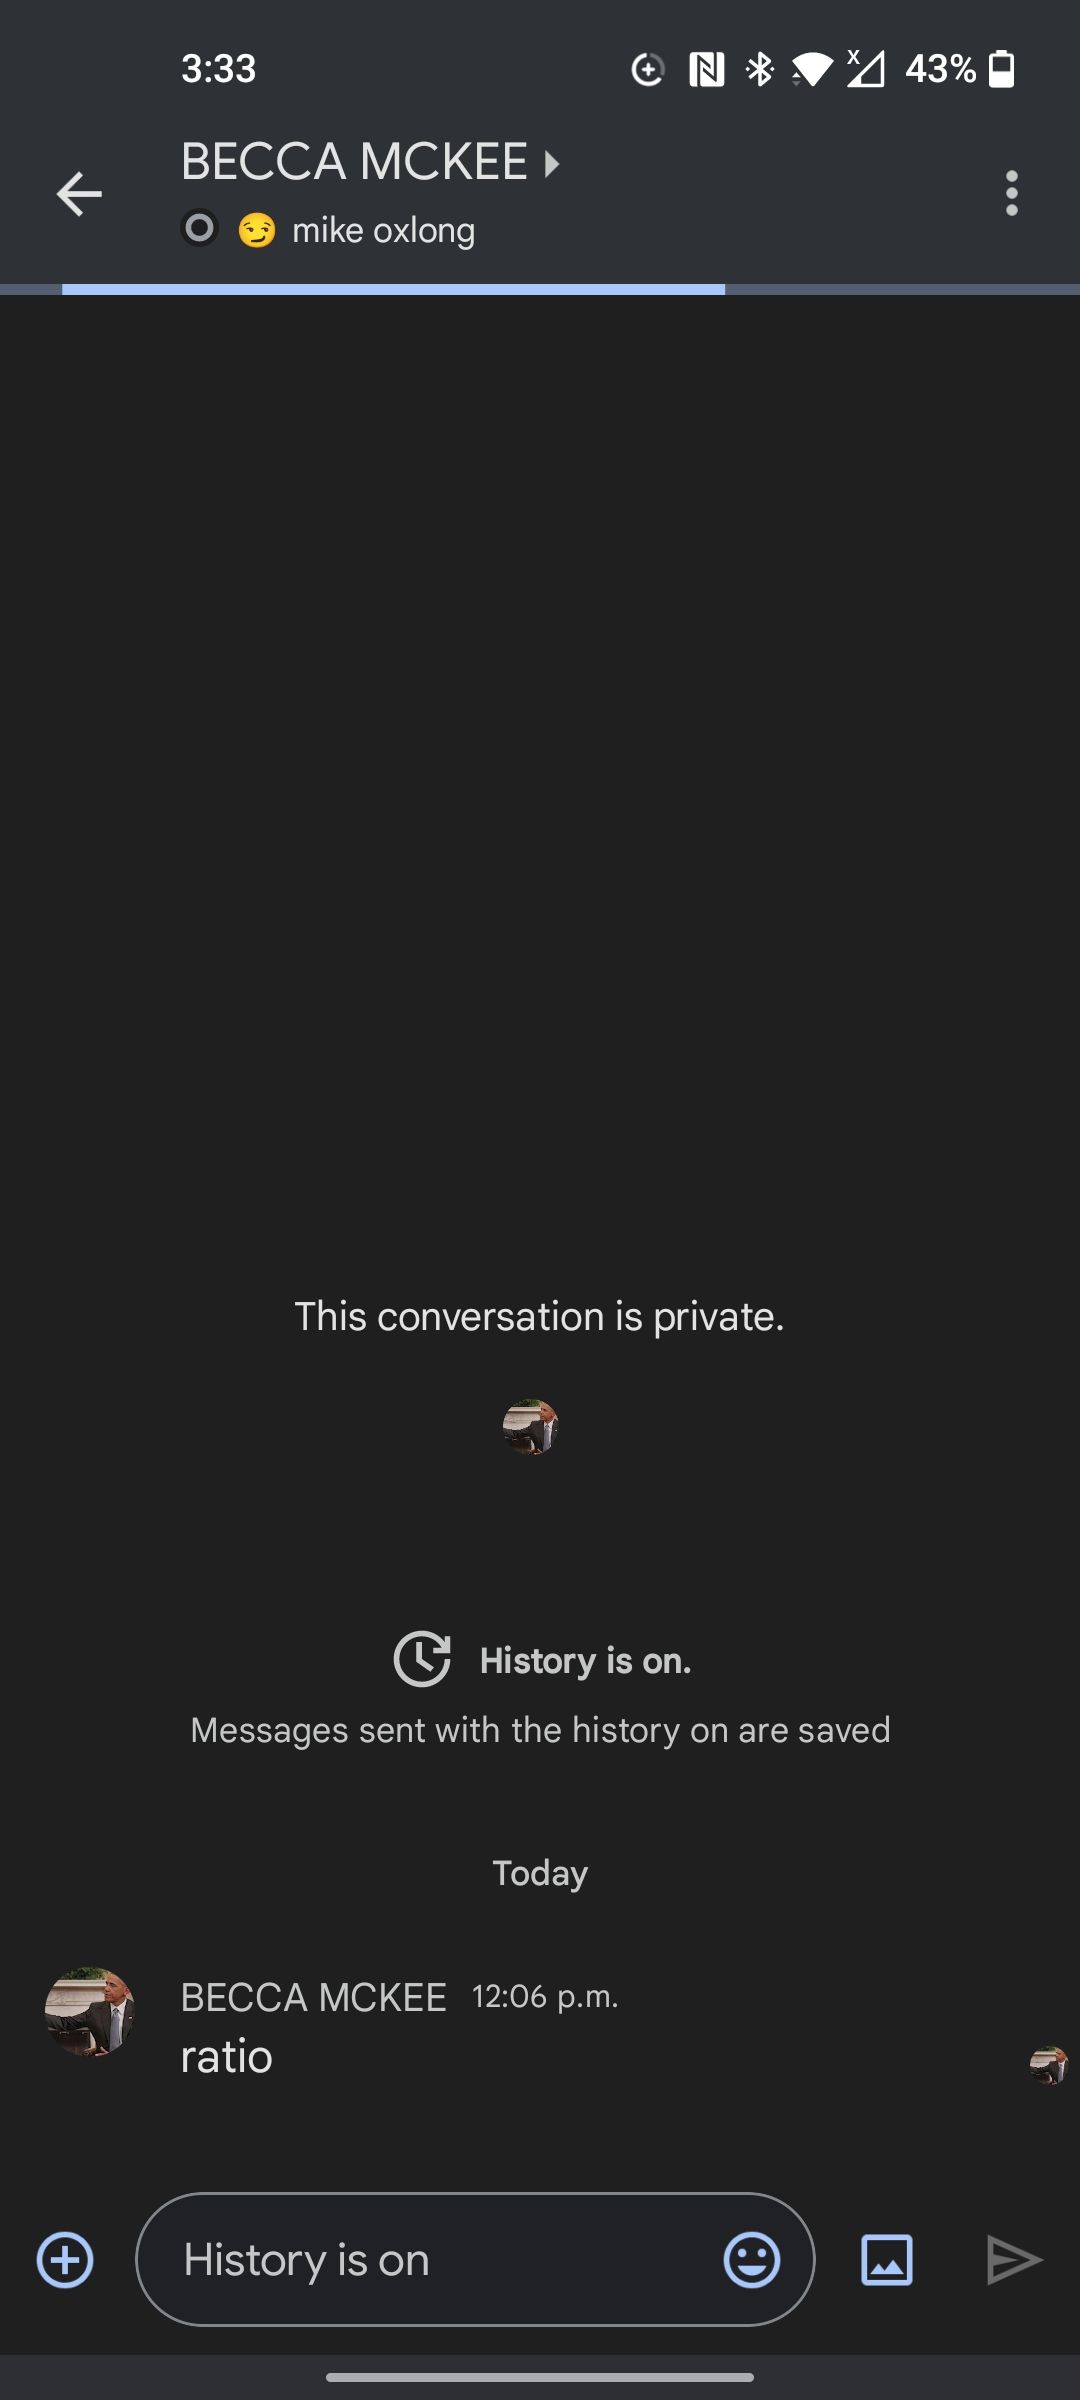 3:33
43%
BECCA MCKEE
mike oxlong
This conversation is private.
History is on.
Messages sent with the history on are saved
Today
BECCA MCKEE 12:06 p.m.
ratio
History is on